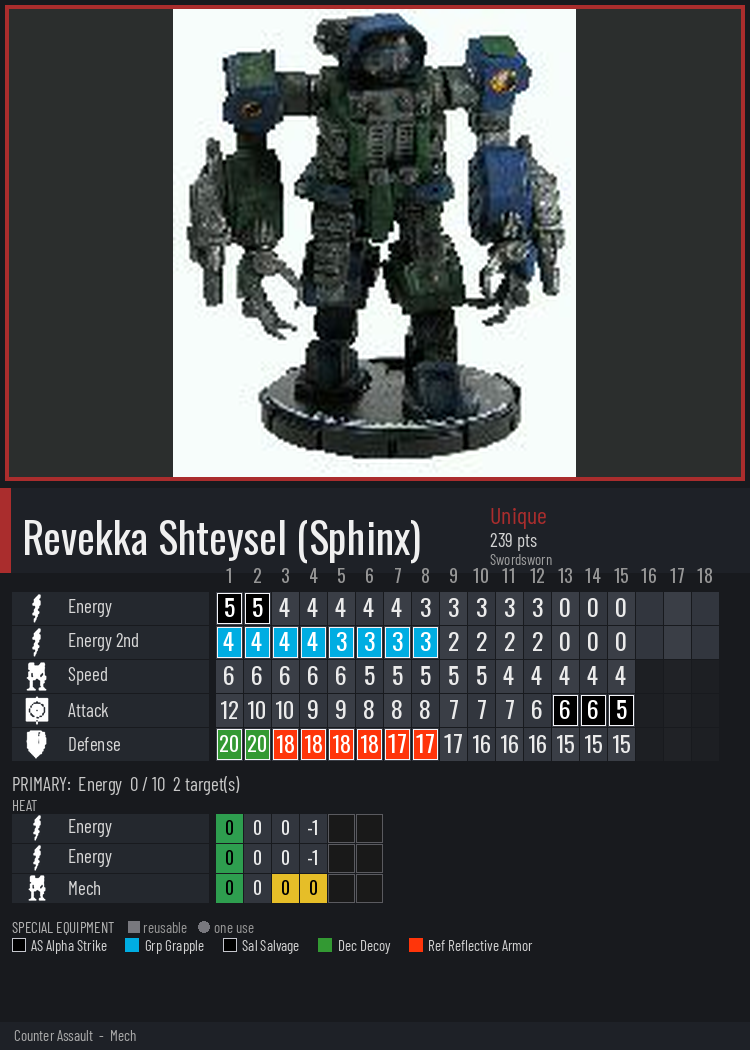 Revekka Shteysel (Sphinx)
Unique
239 pts
Swordsworn
1 2 3 4 5 6 7 8 9 10 11 12 13 14 15 16 17 18
Energy 5 5 4 4 4 4 4 3 3 3 3 3 0 0 0
Energy 2nd 4 4 4 4 3 3 3 3 2 2 2 2 0 0 0
Speed 6 6 6 6 6 5 5 5 5 5 4 4 4 4 4
Attack 12 10 10 9 9 8 8 8 7 7 7 6 6 6 5
Defense 20 20 18 18 18 18 17 17 17 16 16 16 15 15 15
PRIMARY: Energy 0 / 10 2 target(s)
HEAT
Energy 0 0 0 -1
Energy 0 0 0 -1
Mech 0 0 0 0
SPECIAL EQUIPMENT reusable one use
AS Alpha Strike Grp Grapple Sal Salvage Dec Decoy Ref Reflective Armor
Counter Assault - Mech